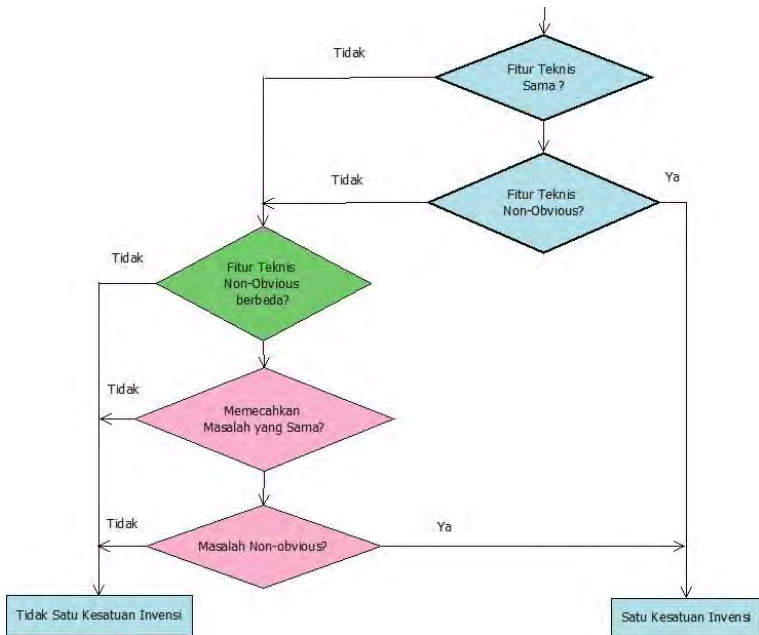 Tidak
Fitur Teknis
Sama ?
Tidak
Fitur Teknis
Non-Obvious?
Ya
Tidak
Fitur Teknis
Non-Obvious
berbeda?
Tidak
Memecahkan
Masalah yang Sama?
Tidak
Masalah Non-obvious?
Ya
Tidak Satu Kesatuan Invensi
Satu Kesatuan Invensi